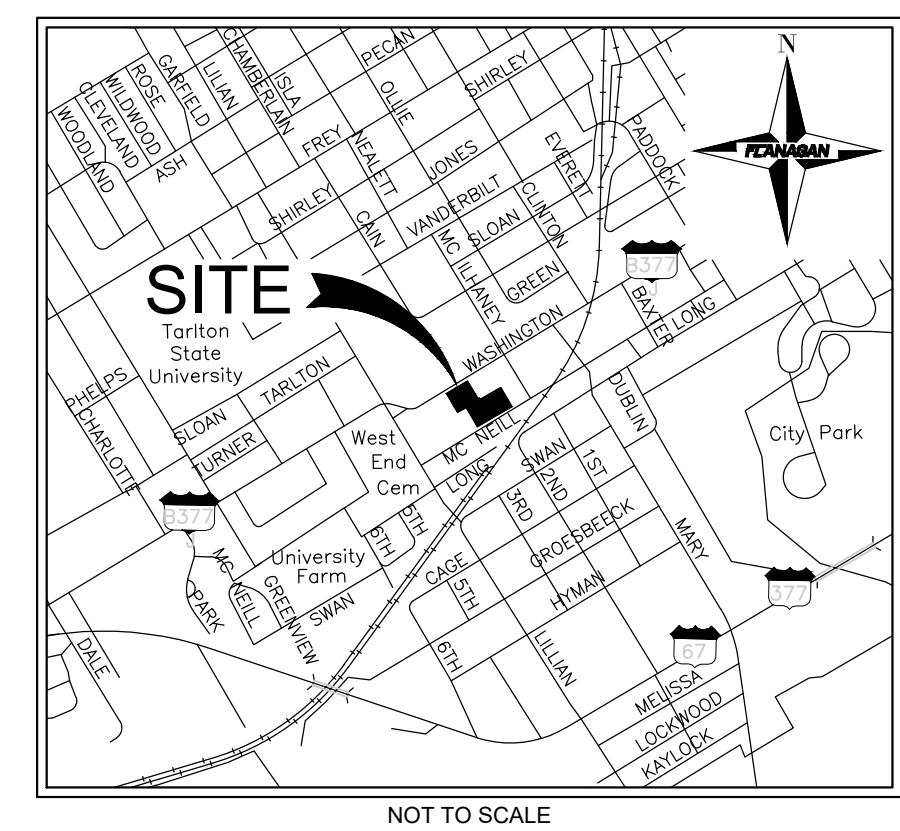 N
FLANAGAN
PECAN
CHAMBERLAIN
ISLA
GARFIELD
LILIAN
ROSE
WILDWOOD
CLEVELAND
WOODLAND
ASH
OLLIE
SHIRLEY
FREY
NEALETT
JONES
EVERETT
PADDOCK
SHIRLEY
CAIN
VANDERBILT
CLINTON
SLOAN
MC ILHANEY
GREEN
B377
J
BAXTER
LONG
SITE
WASHINGTON
Tarlton
State
University
PHELPS
CHARLOTTE
SLOAN
TARLTON
TURNER
DUBLIN
City Park
West
End
Cem
MC NEILL
LONG
SWAN
1ST
2ND
3RD
B377
J
5TH
6TH
GROESBEECK
MARY
University
Farm
CAGE
5TH
HYMAN
377
MC NEILL
PARK
GREENVIEW
SWAN
6TH
LILLIAN
67
DALE
MELISSA
LOCKWOOD
KAYLOCK
NOT TO SCALE